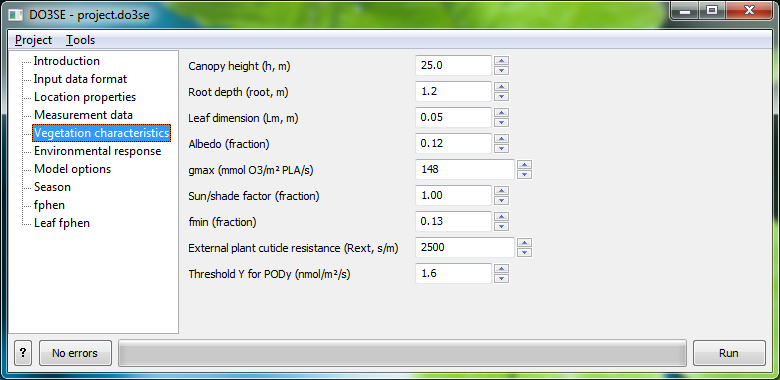 DO3SE - project.do3se
Project Tools
Introduction
Input data format
Location properties
Measurement data
Vegetation characteristics
Environmental response
Model options
Season
fphen
Leaf fphen
Canopy height (h, m) 25.0
Root depth (root, m) 1.2
Leaf dimension (Lm, m) 0.05
Albedo (fraction) 0.12
gmax (mmol O3/m² PLA/s) 148
Sun/shade factor (fraction) 1.00
fmin (fraction) 0.13
External plant cuticle resistance (Rext, s/m) 2500
Threshold Y for PODy (nmol/m²/s) 1.6
? No errors Run